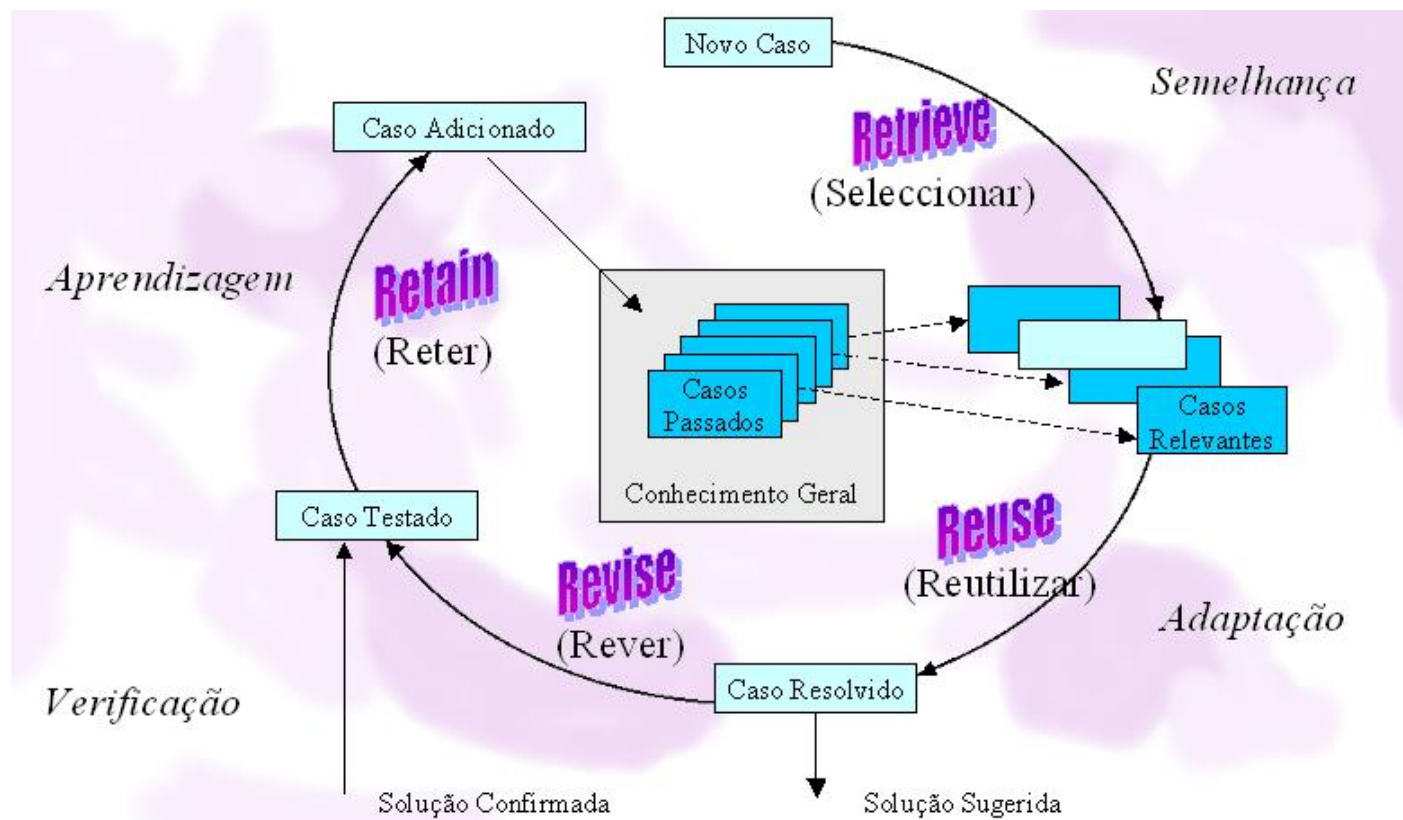 Novo Caso
Semelhança
Retrieve
(Seleccionar)
Caso Adicionado
Aprendizagem
Retain
(Reter)
Casos
Passados
Conhecimento Geral
Casos
Relevantes
Reuse
(Reutilizar)
Adaptação
Caso Testado
Revise
(Rever)
Caso Resolvido
Verificação
Solução Confirmada
Solução Sugerida